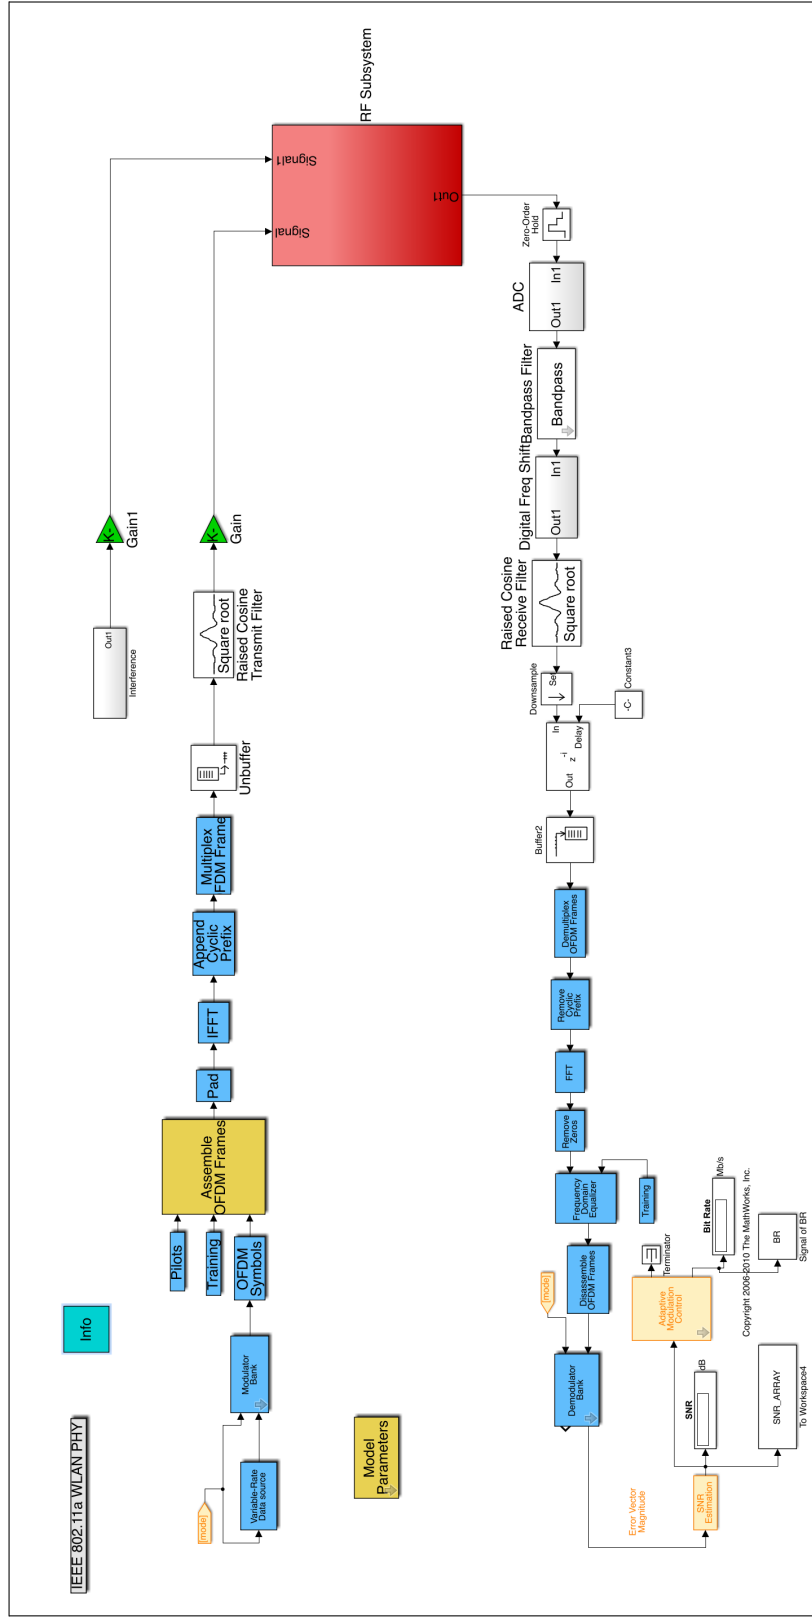 IEEE 802.11a WLAN PHY
Info
[mode]
Variable-Rate
Data source
Modulator
Bank
Pilots
Training
OFDM
Symbols
Assemble
OFDM Frames
Pad
IFFT
Append
Cyclic
Prefix
Multiplex
FDM Frame
Unbuffer
Square root
Raised Cosine
Transmit Filter
K-
Gain
Out1
Interference
K-
Gain1
Signal1
Signal
Out1
RF Subsystem
Model
Parameters
Zero-Order
Hold
ADC
In1
Out1
Bandpass Filter
Bandpass
Digital Freq Shift
In1
Out1
Raised Cosine
Receive Filter
Square root
Downsample
Set
-C-
Constant3
In
Delay
Out
z
-i
Buffer2
Demultiplex
OFDM Frames
Remove
Cyclic
Prefix
FFT
Remove
Zeros
Frequency
Domain
Equalizer
Training
Disassemble
OFDM Frames
[mode]
Demodulator
Bank
Error Vector
Magnitude
SNR
Estimation
SNR
dB
SNR_ARRAY
To Workspace4
Adaptive
Modulation
Control
Terminator
Bit Rate
Mb/s
BR
Signal of BR
Copyright 2006-2010 The MathWorks, Inc.